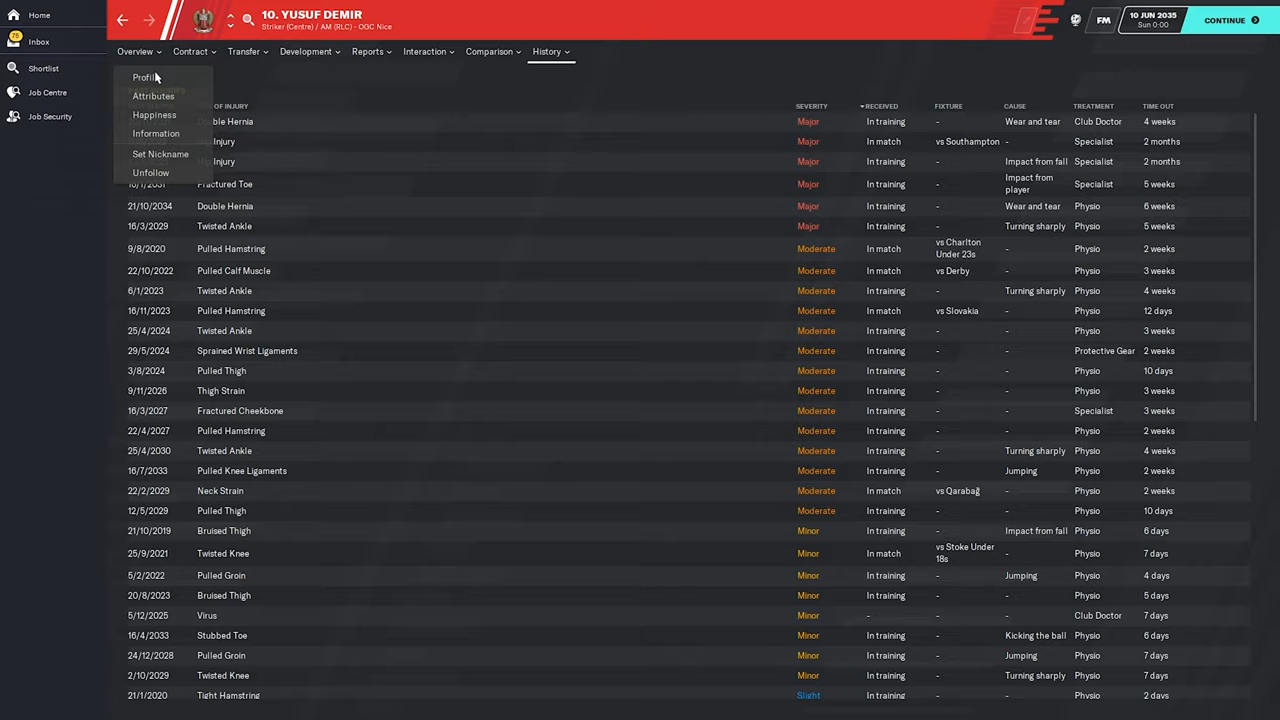 Home
10. YUSUF DEMIR
Striker (Centre) / AM (RLC) - OGC Nice
FM
10 JUN 2035
Sun 0:00
CONTINUE
75
Inbox
Overview Contract Transfer Development Reports Interaction Comparison History
Shortlist
Job Centre
Job Security
Profile
Attributes
Happiness
Information
Set Nickname
Unfollow
OF INJURY SEVERITY RECEIVED FIXTURE CAUSE TREATMENT TIME OUT
Double Hernia Major In training - Wear and tear Club Doctor 4 weeks
Injury Major In match vs Southampton - Specialist 2 months
Injury Major In training - Impact from fall Specialist 2 months
Fractured Toe Major In training - Impact from player Specialist 5 weeks
21/10/2034 Double Hernia Major In training - Wear and tear Physio 6 weeks
16/3/2029 Twisted Ankle Major In training - Turning sharply Physio 5 weeks
9/8/2020 Pulled Hamstring Moderate In match vs Charlton Under 23s - Physio 2 weeks
22/10/2022 Pulled Calf Muscle Moderate In match vs Derby - Physio 3 weeks
6/1/2023 Twisted Ankle Moderate In training - Turning sharply Physio 4 weeks
16/11/2023 Pulled Hamstring Moderate In match vs Slovakia - Physio 12 days
25/4/2024 Twisted Ankle Moderate In training - - Physio 3 weeks
29/5/2024 Sprained Wrist Ligaments Moderate In training - - Protective Gear 2 weeks
3/8/2024 Pulled Thigh Moderate In training - - Physio 10 days
9/11/2026 Thigh Strain Moderate In training - - Physio 3 weeks
16/3/2027 Fractured Cheekbone Moderate In training - - Specialist 3 weeks
22/4/2027 Pulled Hamstring Moderate In training - - Physio 2 weeks
25/4/2030 Twisted Ankle Moderate In training - Turning sharply Physio 4 weeks
16/7/2033 Pulled Knee Ligaments Moderate In training - Jumping Physio 2 weeks
22/2/2029 Neck Strain Moderate In match vs Qarabağ - Physio 2 weeks
12/5/2029 Pulled Thigh Moderate In training - - Physio 10 days
21/10/2019 Bruised Thigh Minor In training - Impact from fall Physio 6 days
25/9/2021 Twisted Knee Minor In match vs Stoke Under 18s - Physio 7 days
5/2/2022 Pulled Groin Minor In training - Jumping Physio 4 days
20/8/2023 Bruised Thigh Minor In training - - Physio 5 days
5/12/2025 Virus Minor - - - Club Doctor 7 days
16/4/2033 Stubbed Toe Minor In training - Kicking the ball Physio 6 days
24/12/2028 Pulled Groin Minor In training - Jumping Physio 7 days
2/10/2029 Twisted Knee Minor In training - Turning sharply Physio 7 days
21/1/2020 Tight Hamstring Slight In training - - Physio 2 days